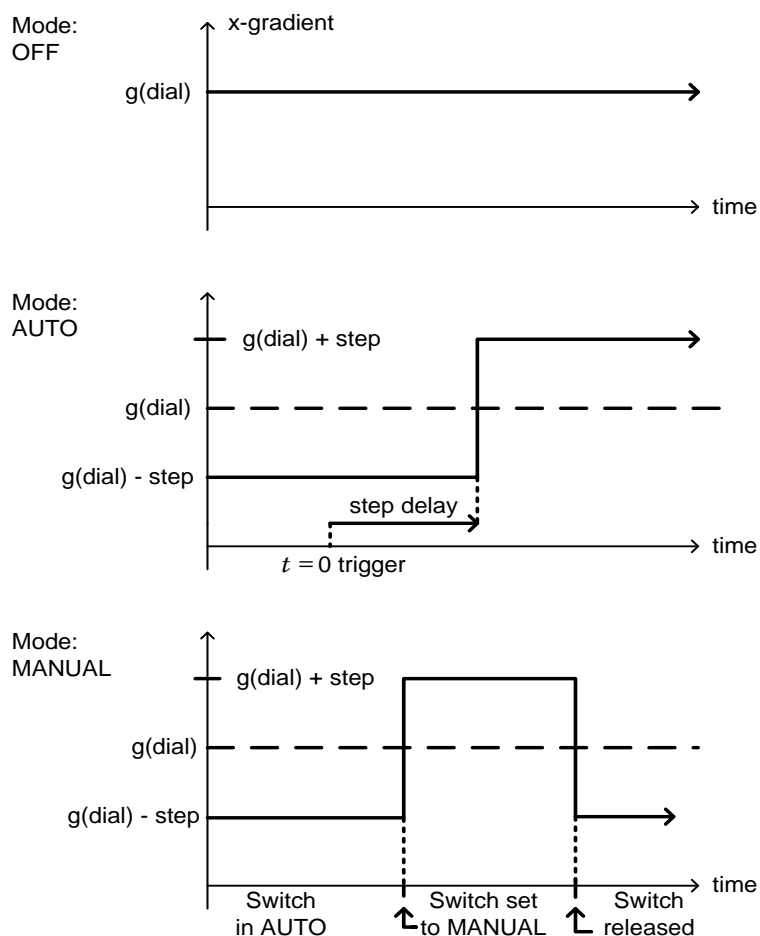 Mode:
OFF
x-gradient
g(dial)
time
Mode:
AUTO
g(dial) + step
g(dial)
g(dial) - step
step delay
time
t = 0 trigger
Mode:
MANUAL
g(dial) + step
g(dial)
g(dial) - step
time
Switch
in AUTO
Switch set
to MANUAL
Switch
released